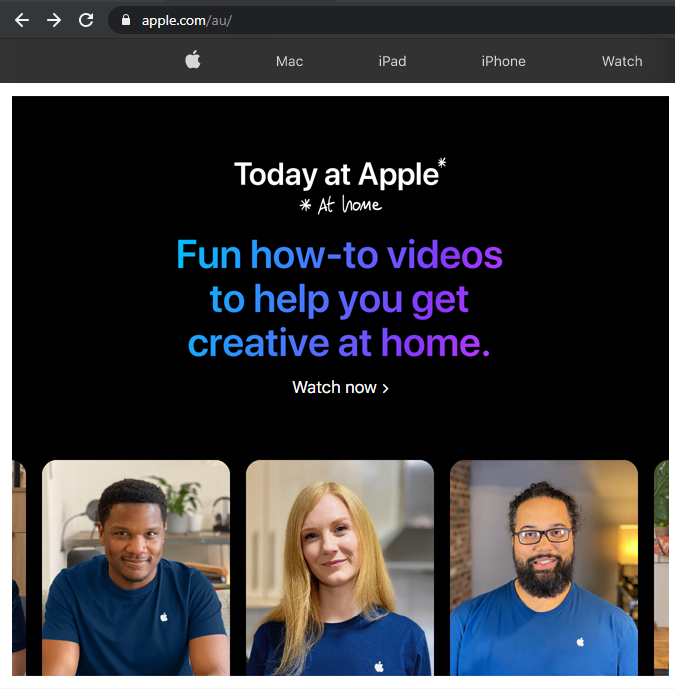 apple.com/au/
Mac iPad iPhone Watch
Today at Apple*
* At home
Fun how-to videos
to help you get
creative at home.
Watch now >